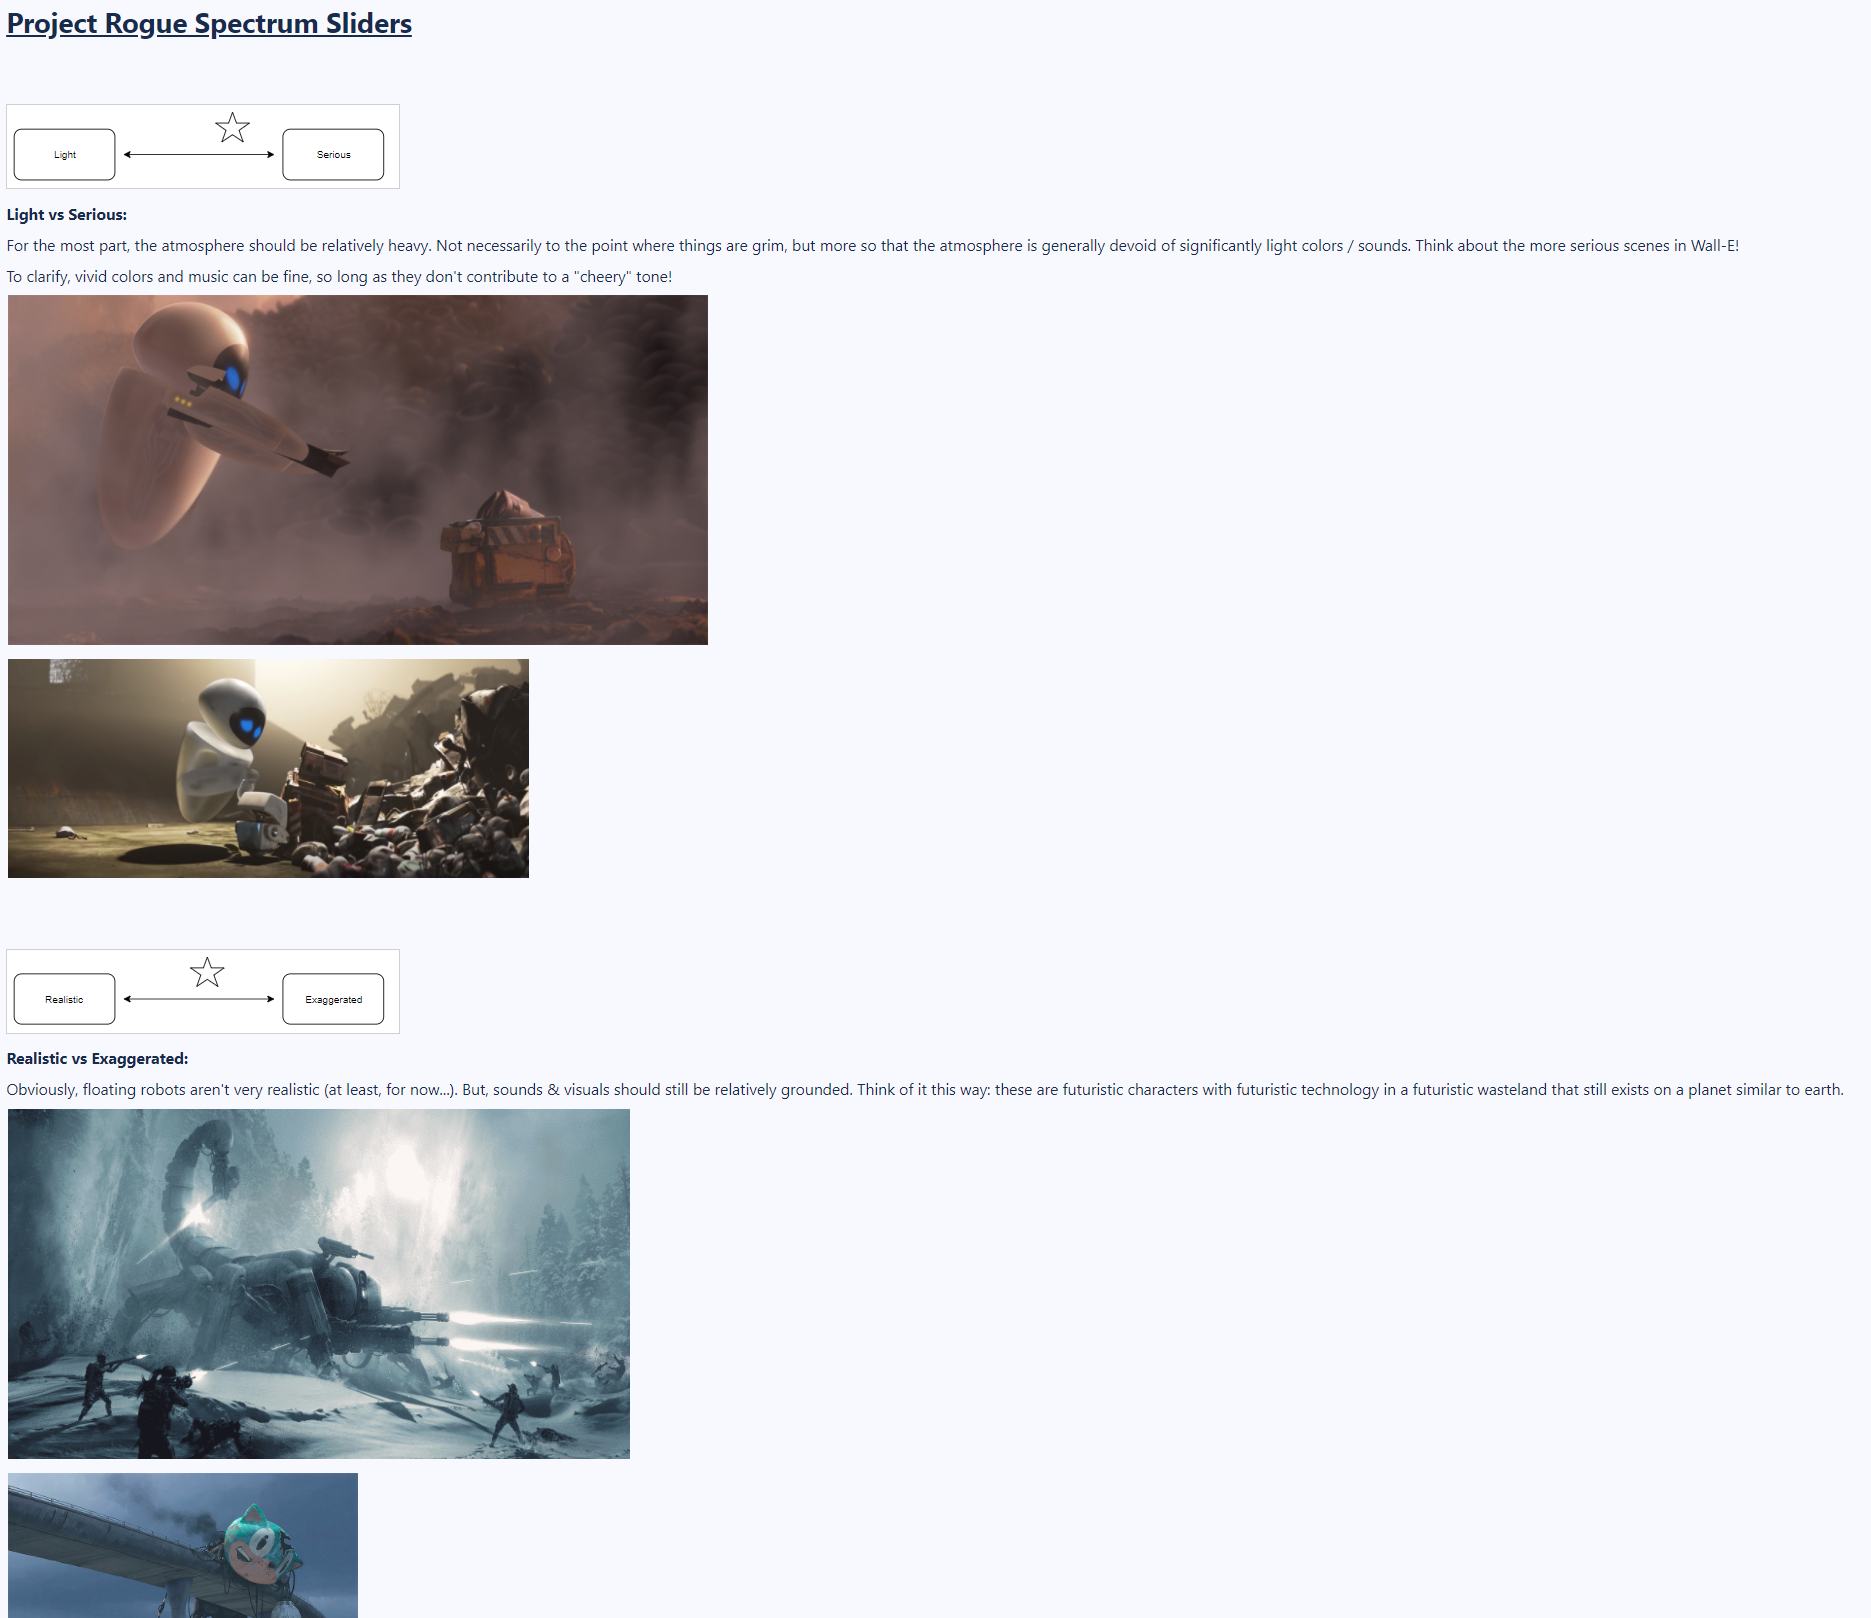 Project Rogue Spectrum Sliders
Light
Serious
Light vs Serious:
For the most part, the atmosphere should be relatively heavy. Not necessarily to the point where things are grim, but more so that the atmosphere is generally devoid of significantly light colors / sounds. Think about the more serious scenes in Wall-E!
To clarify, vivid colors and music can be fine, so long as they don't contribute to a "cheery" tone!
Realistic
Exaggerated
Realistic vs Exaggerated:
Obviously, floating robots aren't very realistic (at least, for now...). But, sounds & visuals should still be relatively grounded. Think of it this way: these are futuristic characters with futuristic technology in a futuristic wasteland that still exists on a planet similar to earth.